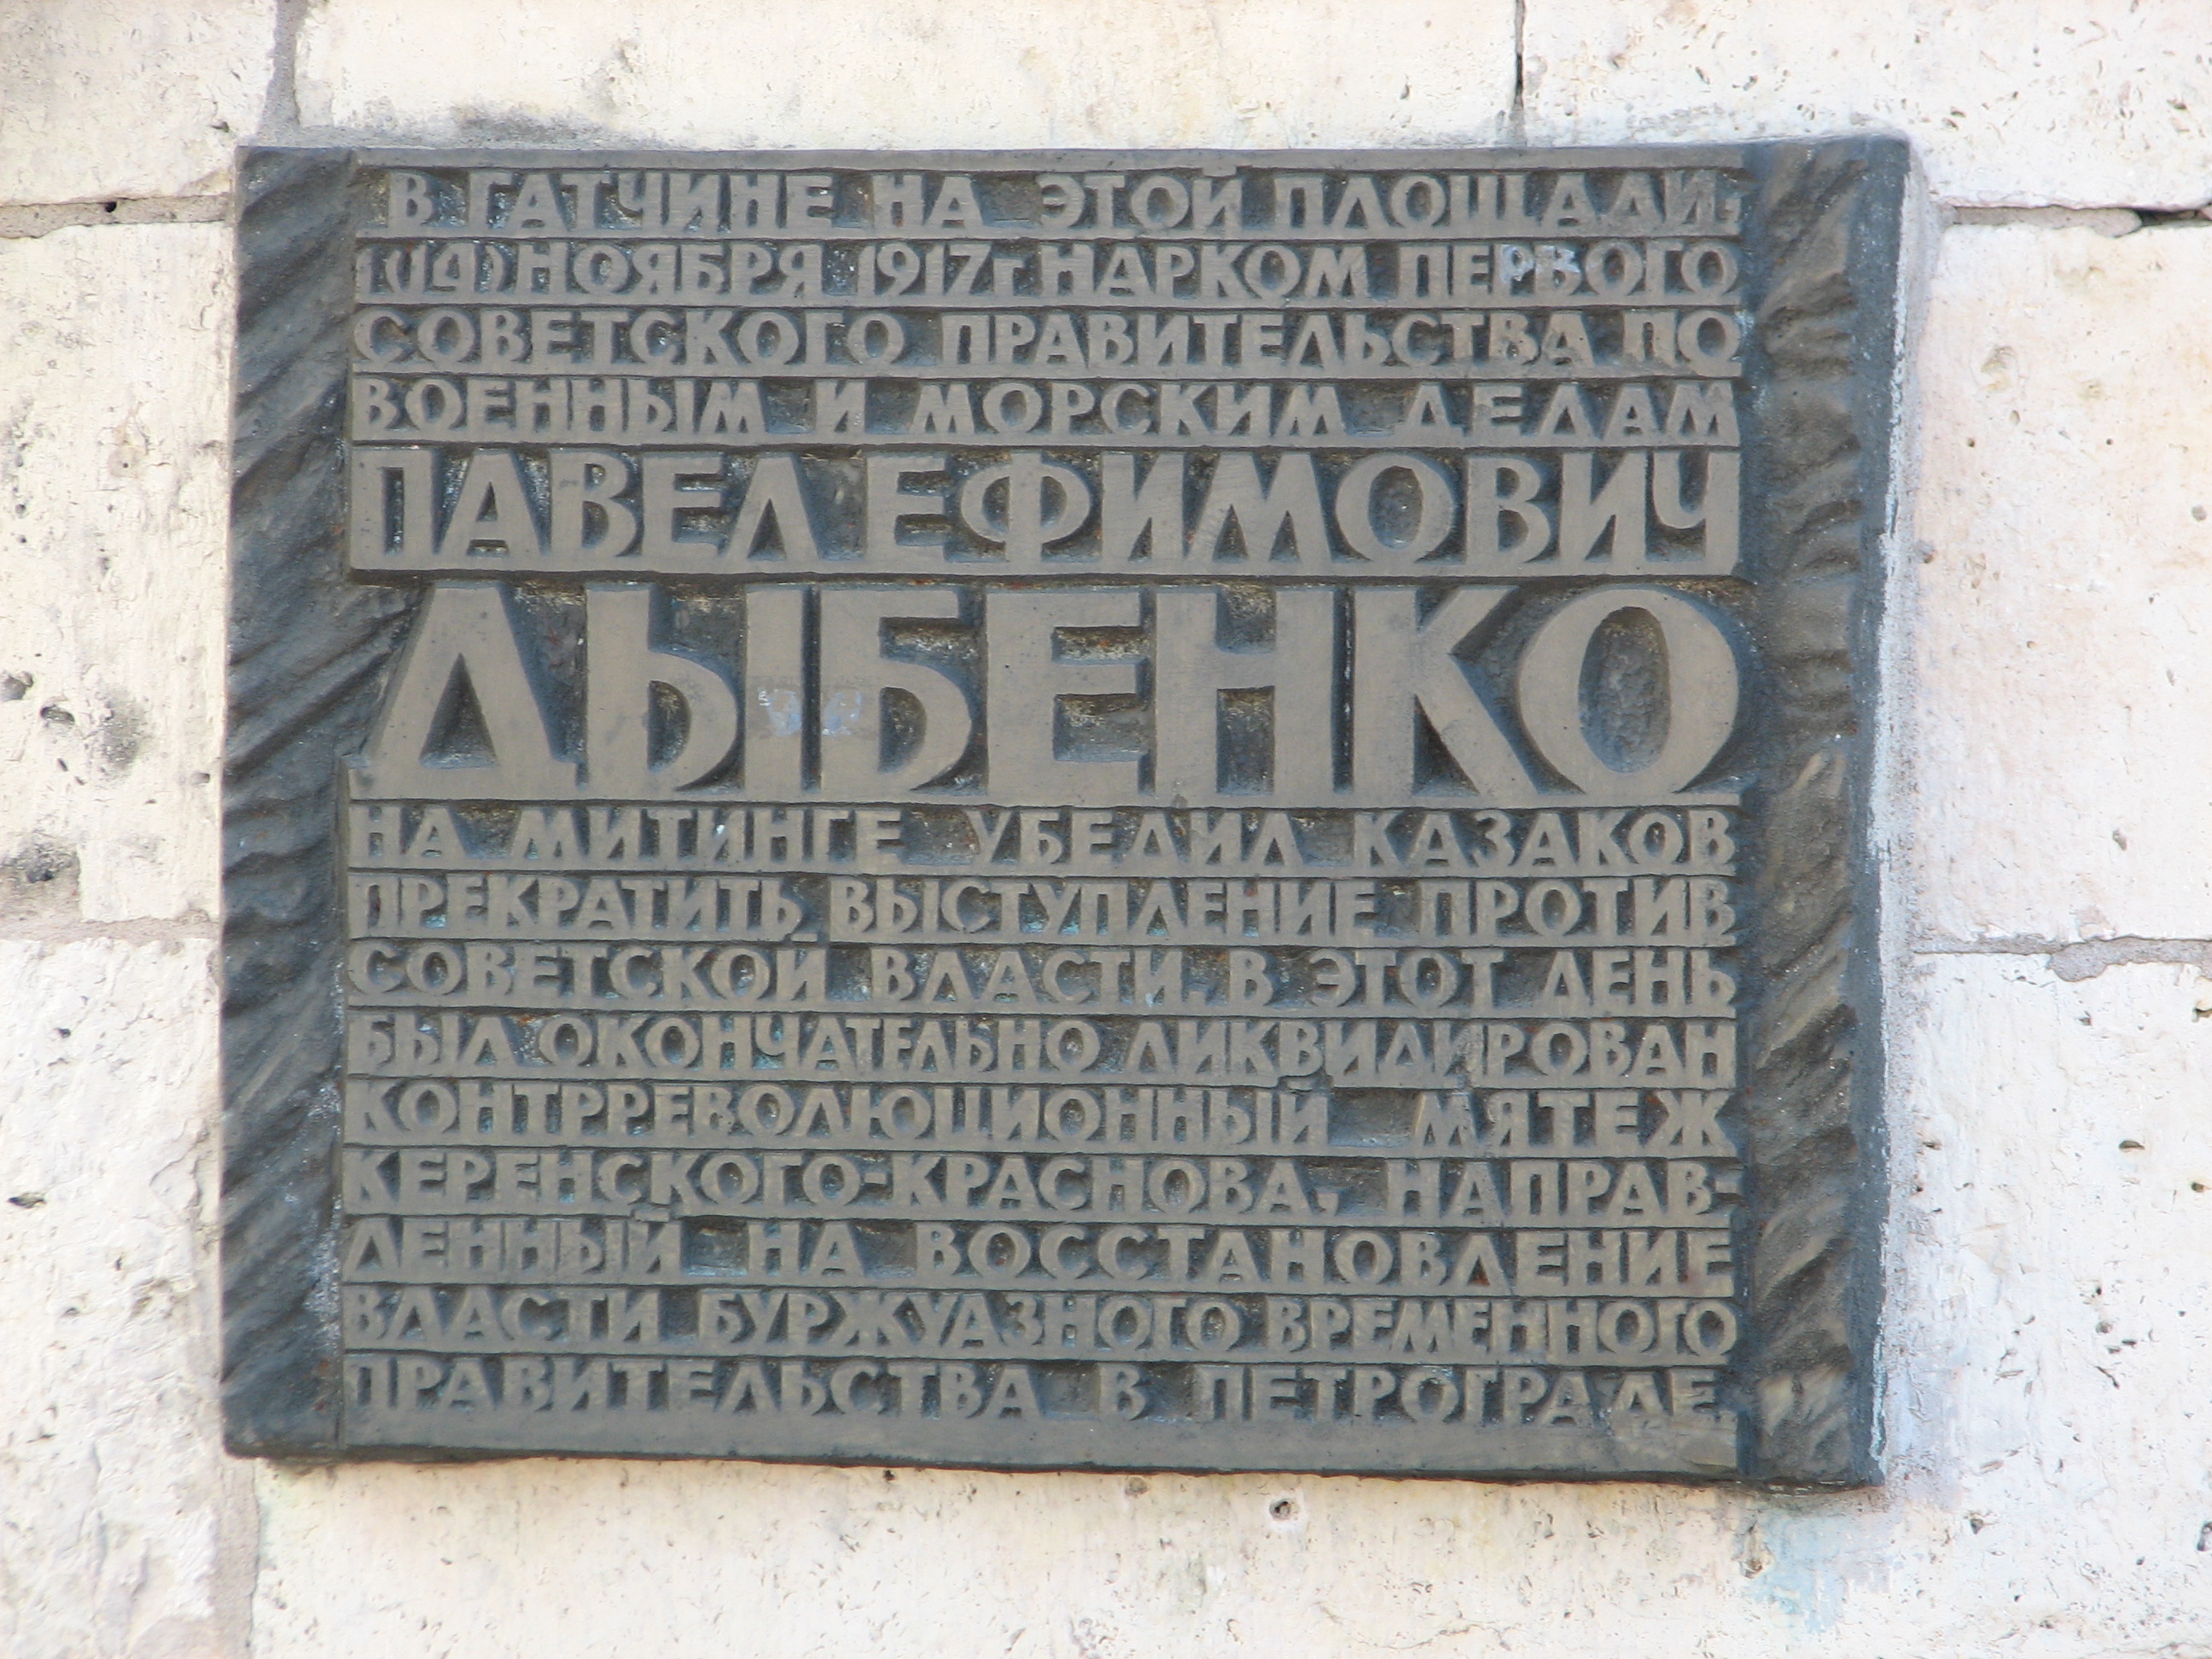 В ГАТЧИНЕ НА ЭТОЙ ПЛОЩАДИ,
1(14) НОЯБРЯ 1917г. НАРКОМ ПЕРВОГО
СОВЕТСКОГО ПРАВИТЕЛЬСТВА ПО
ВОЕННЫМ И МОРСКИМ ДЕЛАМ
ПАВЕЛ ЕФИМОВИЧ
ДЫБЕНКО
НА МИТИНГЕ УБЕДИЛ КАЗАКОВ
ПРЕКРАТИТЬ ВЫСТУПЛЕНИЕ ПРОТИВ
СОВЕТСКОЙ ВЛАСТИ. В ЭТОТ ДЕНЬ
БЫЛ ОКОНЧАТЕЛЬНО ЛИКВИДИРОВАН
КОНТРРЕВОЛЮЦИОННЫЙ МЯТЕЖ
КЕРЕНСКОГО-КРАСНОВА, НАПРАВ-
ЛЕННЫЙ НА ВОССТАНОВЛЕНИЕ
ВЛАСТИ БУРЖУАЗНОГО ВРЕМЕННОГО
ПРАВИТЕЛЬСТВА В ПЕТРОГРАДЕ.